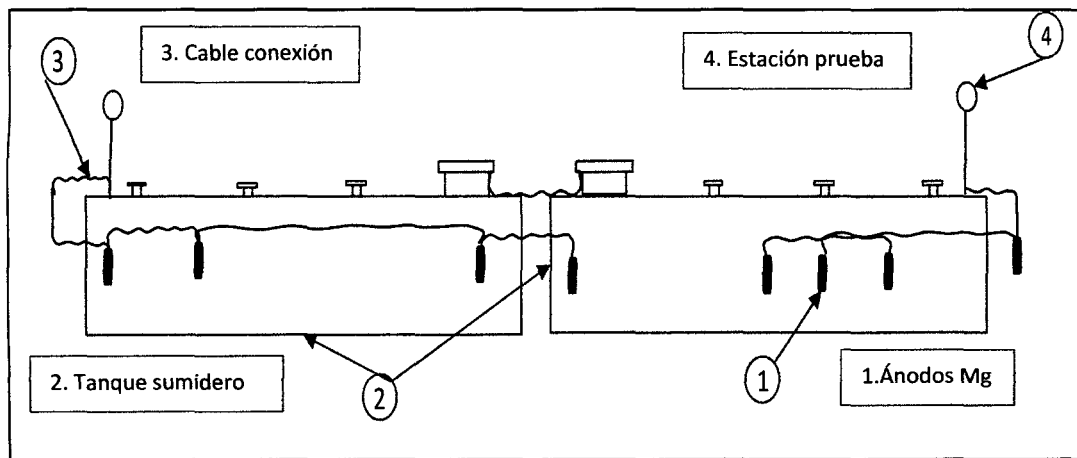 3. Cable conexión
4. Estación prueba
3
4
2. Tanque sumidero
2
1
1.Ánodos Mg